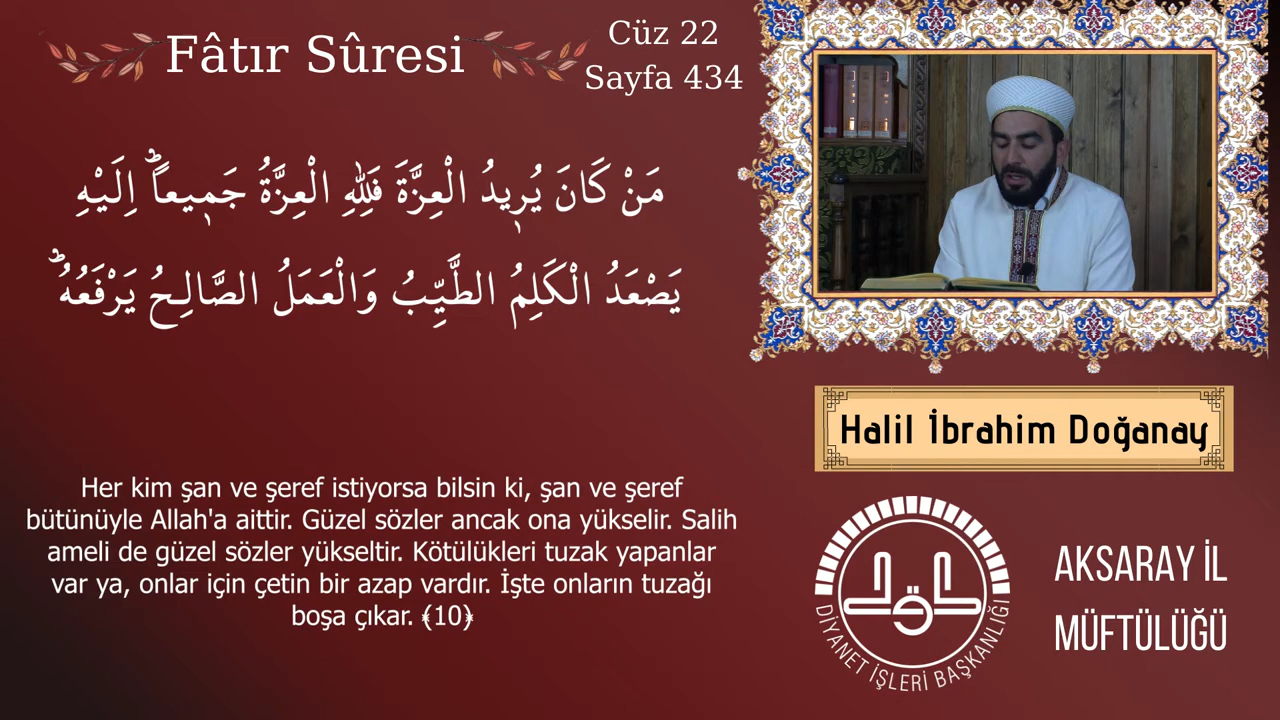 Fâtır Sûresi
Cüz 22
Sayfa 434
مَنْ كَانَ يُرٖيدُ الْعِزَّةَ فَلِلّٰهِ الْعِزَّةُ جَمٖيعاًؕ اِلَيْهِ
يَصْعَدُ الْكَلِمُ الطَّيِّبُ وَالْعَمَلُ الصَّالِحُ يَرْفَعُهُؕ
Her kim şan ve şeref istiyorsa bilsin ki, şan ve şeref
bütünüyle Allah'a aittir. Güzel sözler ancak ona yükselir. Salih
ameli de güzel sözler yükseltir. Kötülükleri tuzak yapanlar
var ya, onlar için çetin bir azap vardır. İşte onların tuzağı
boşa çıkar. ﴾10﴿
Halil İbrahim Doğanay
DİYANET İŞLERİ BAŞKANLIĞI
AKSARAY İL
MÜFTÜLÜĞÜ